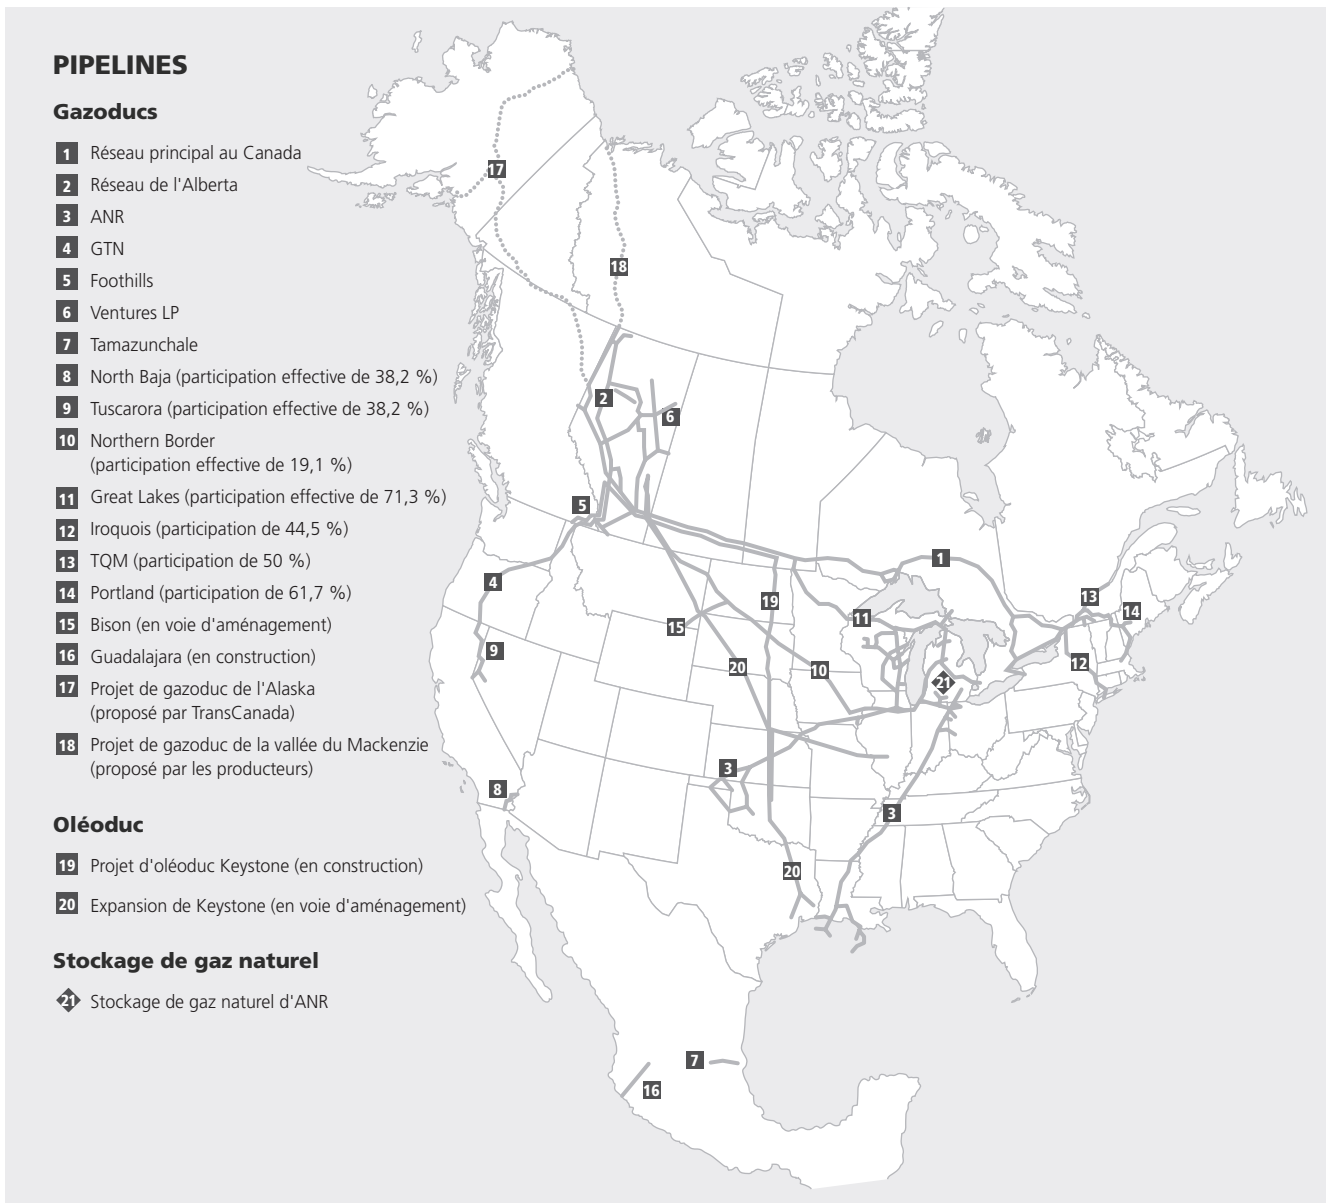 PIPELINES
Gazoducs
1 Réseau principal au Canada
2 Réseau de l'Alberta
3 ANR
4 GTN
5 Foothills
6 Ventures LP
7 Tamazunchale
8 North Baja (participation effective de 38,2 %)
9 Tuscarora (participation effective de 38,2 %)
10 Northern Border
(participation effective de 19,1 %)
11 Great Lakes (participation effective de 71,3 %)
12 Iroquois (participation de 44,5 %)
13 TQM (participation de 50 %)
14 Portland (participation de 61,7 %)
15 Bison (en voie d'aménagement)
16 Guadalajara (en construction)
17 Projet de gazoduc de l'Alaska
(proposé par TransCanada)
18 Projet de gazoduc de la vallée du Mackenzie
(proposé par les producteurs)
Oléoduc
19 Projet d'oléoduc Keystone (en construction)
20 Expansion de Keystone (en voie d'aménagement)
Stockage de gaz naturel
21 Stockage de gaz naturel d'ANR
17
18
2
6
5
1
4
13
19
14
11
15
9
12
20
10
21
3
8
3
20
7
16